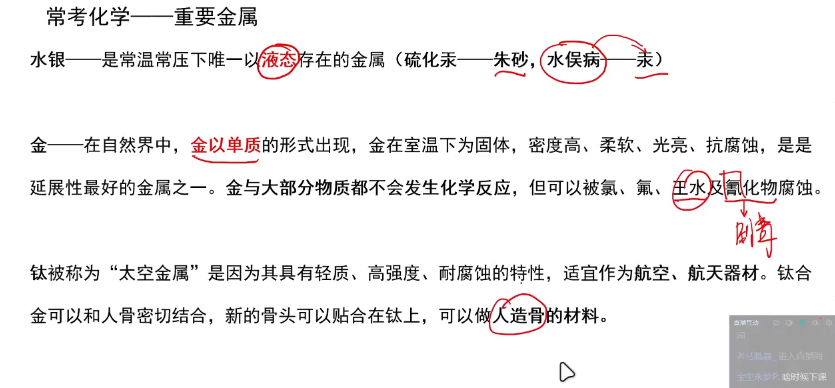 常考化学——重要金属
水银——是常温常压下唯一以液态存在的金属（硫化汞——朱砂，水俣病——汞）
金——在自然界中，金以单质的形式出现，金在室温下为固体，密度高、柔软、光亮、抗腐蚀，是是
延展性最好的金属之一。金与大部分物质都不会发生化学反应，但可以被氯、氟、王水及氰化物腐蚀。
剧毒
钛被称为“太空金属”是因为其具有轻质、高强度、耐腐蚀的特性，适宜作为航空、航天器材。钛合
金可以和人骨密切结合，新的骨头可以贴合在钛上，可以做人造骨的材料。
进入直播间
啥时候下课